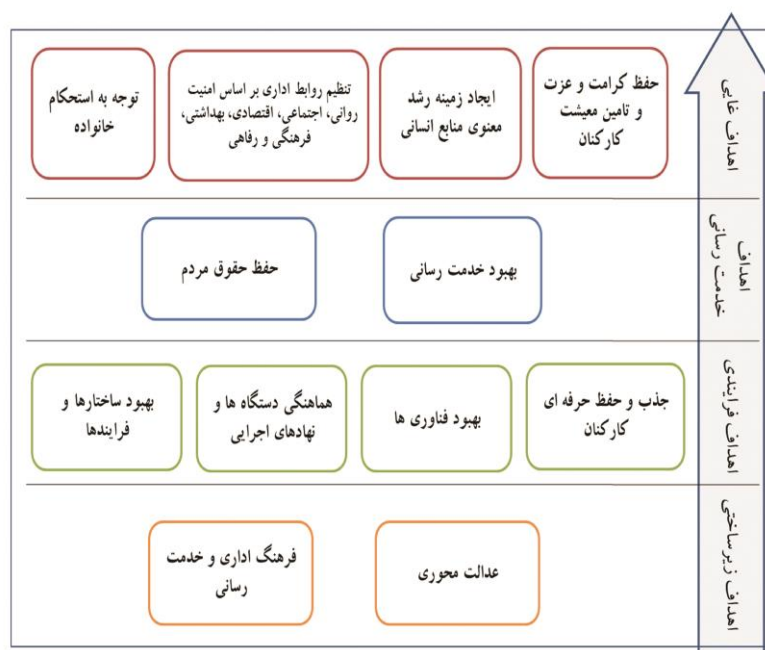 اهداف غایی
حفظ کرامت و عزت
و تامین معیشت
کارکنان
ایجاد زمینه رشد
معنوی منابع انسانی
تنظیم روابط اداری بر اساس امنیت
روانی، اجتماعی، اقتصادی، بهداشتی،
فرهنگی و رفاهی
توجه به استحکام
خانواده
اهداف
خدمت رسانی
بهبود خدمت رسانی
حفظ حقوق مردم
اهداف فرایندی
جذب و حفظ حرفه ای
کارکنان
بهبود فناوری ها
هماهنگی دستگاه ها و
نهادهای اجرایی
بهبود ساختارها و
فرایندها
اهداف زیرساختی
عدالت محوری
فرهنگ اداری و خدمت
رسانی